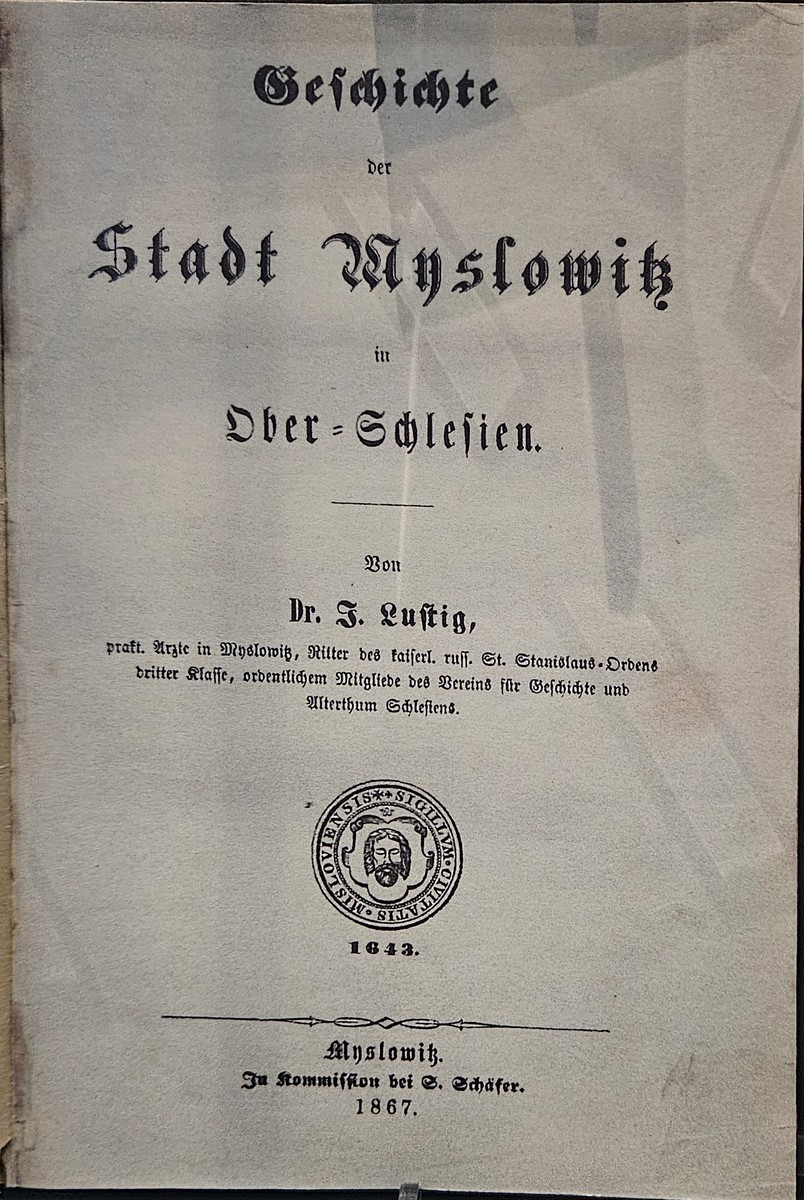 Geschichte
der
Stadt Myslowitz
in
Ober-Schlesien.
Von
Dr. J. Lustig,
prakt. Arzte in Myslowitz, Ritter des kaiserl. russ. St. Stanislaus-Ordens
dritter Klasse, ordentlichem Mitgliede des Vereins für Geschichte und
Alterthum Schlesiens.
SIGILLVM • CIVITATIS • MISLOVIENSIS
1643.
Myslowitz.
In Kommission bei S. Schäfer.
1867.